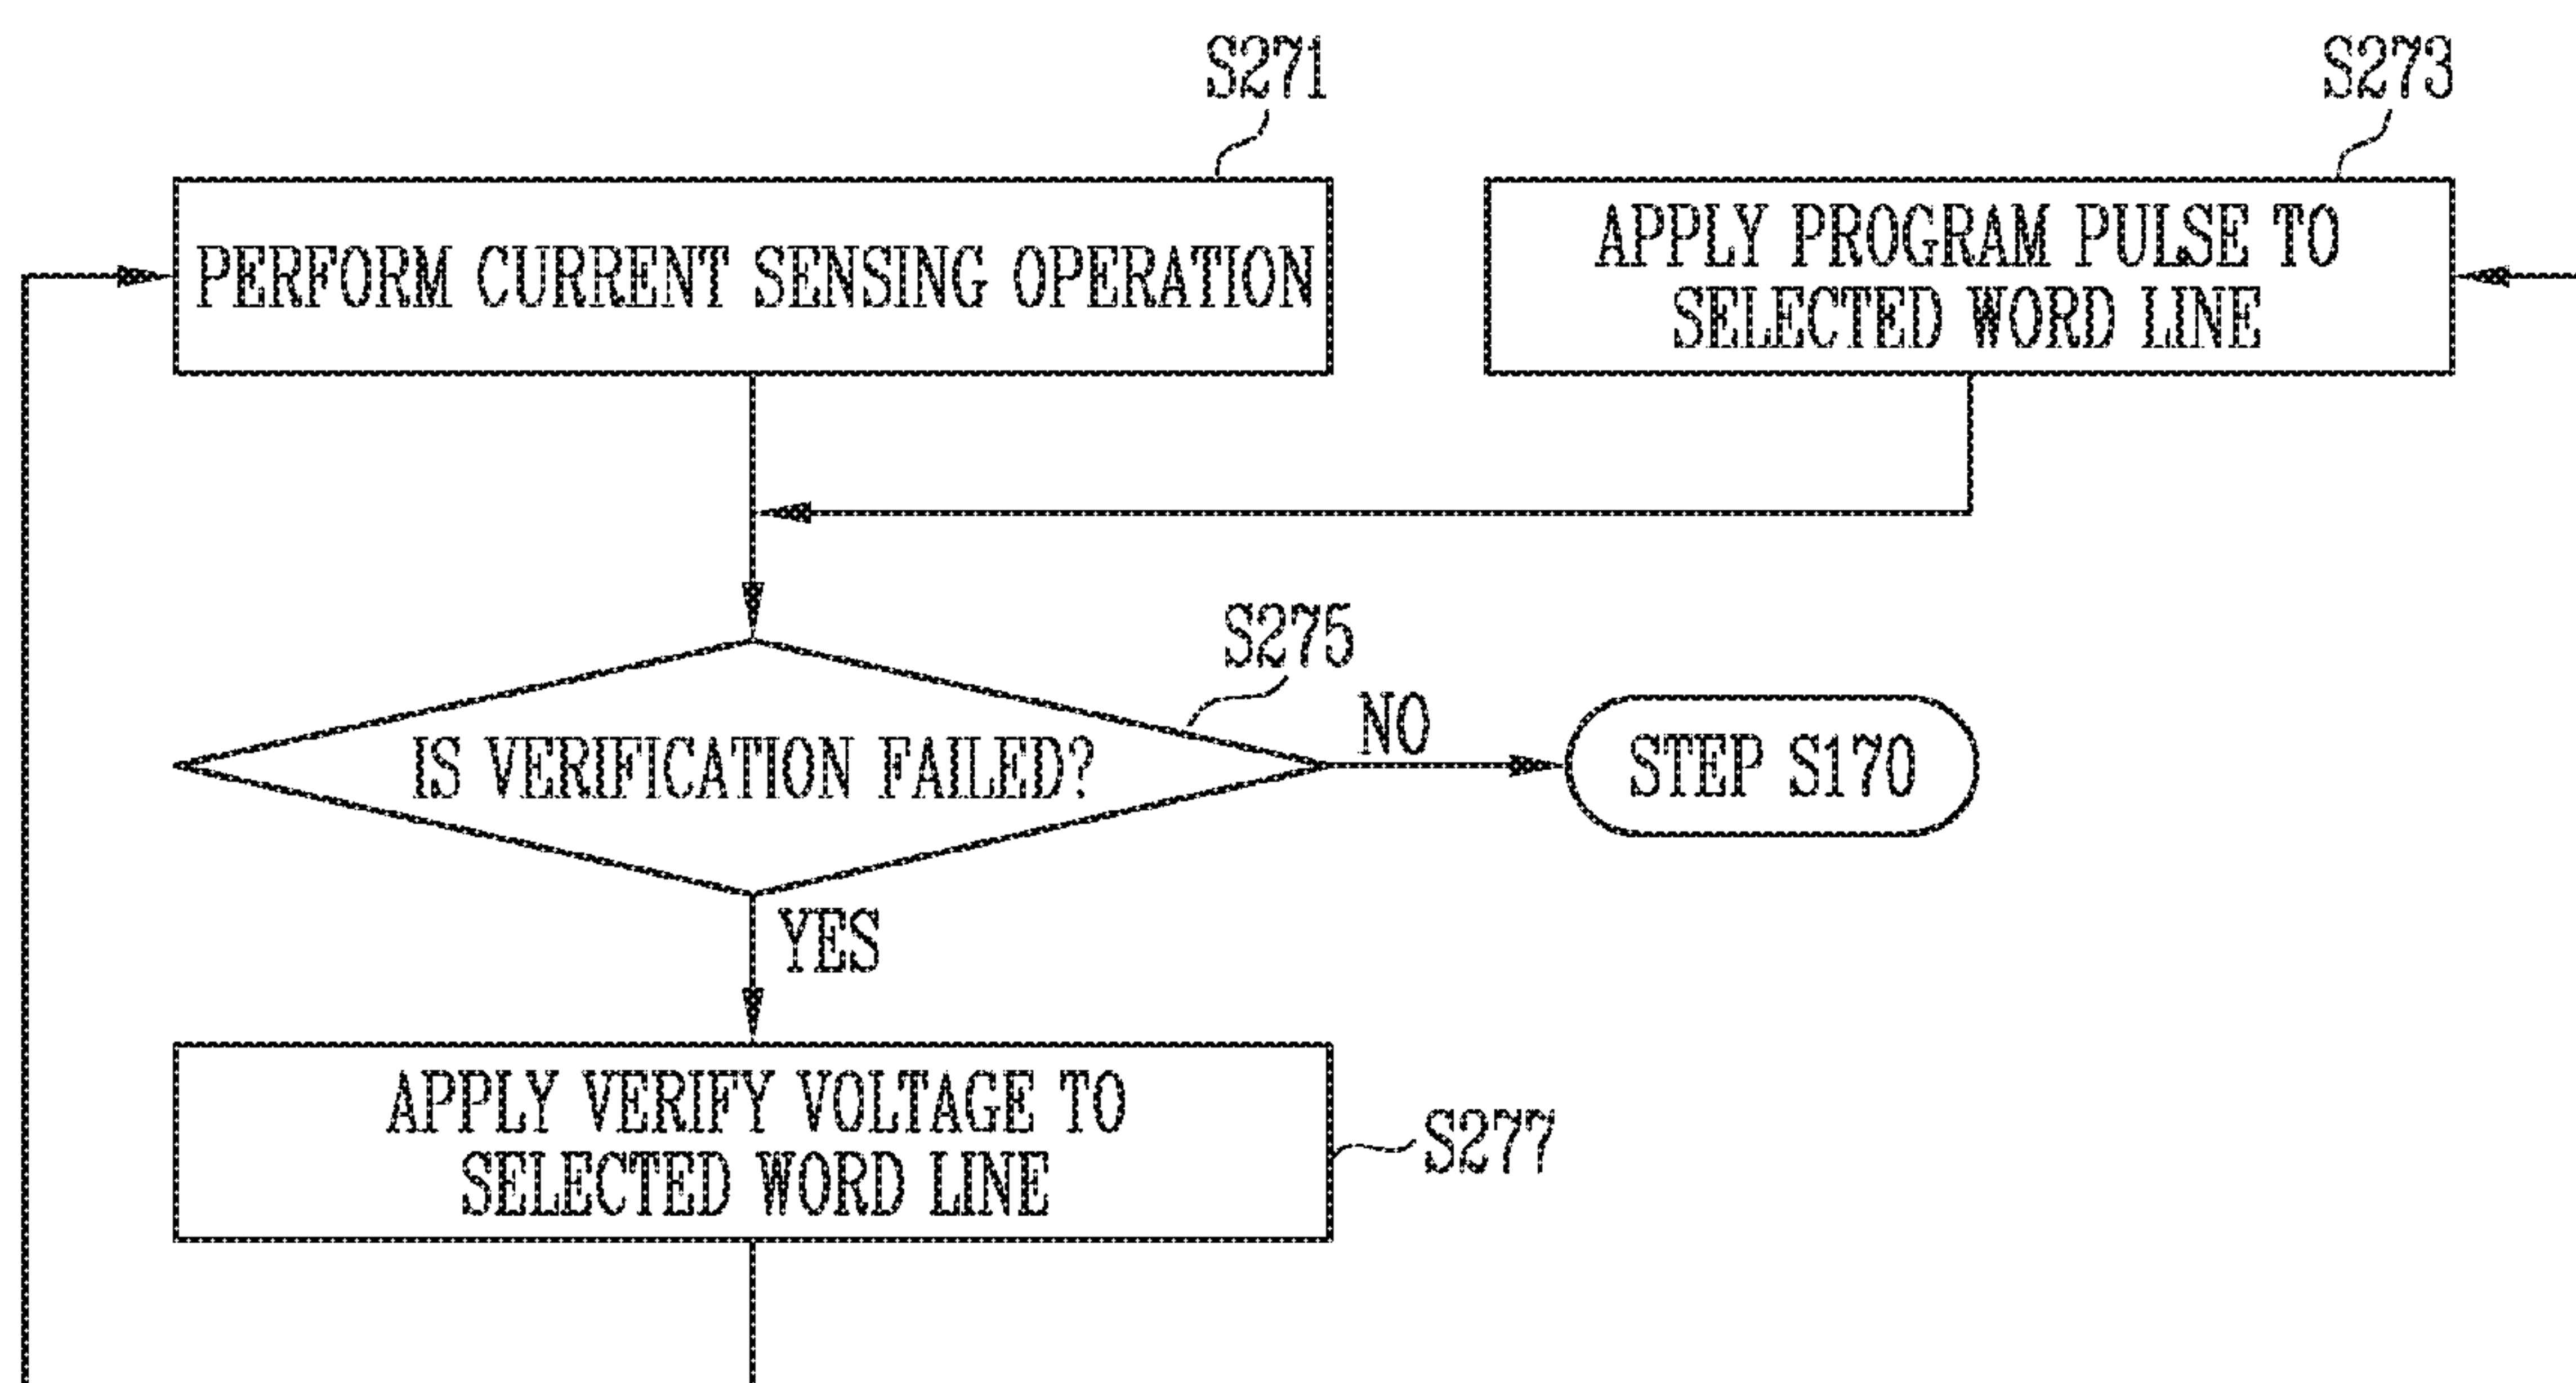 S271
S273
PERFORM CURRENT SENSING OPERATION
APPLY PROGRAM PULSE TO
SELECTED WORD LINE
S275
IS VERIFICATION FAILED?
NO
STEP S170
YES
APPLY VERIFY VOLTAGE TO
SELECTED WORD LINE
S277